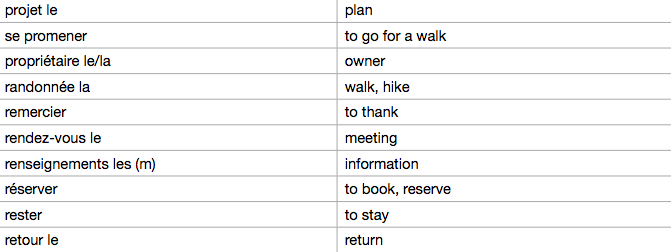 projet le plan
se promener to go for a walk
propriétaire le/la owner
randonnée la walk, hike
remercier to thank
rendez-vous le meeting
renseignements les (m) information
réserver to book, reserve
rester to stay
retour le return